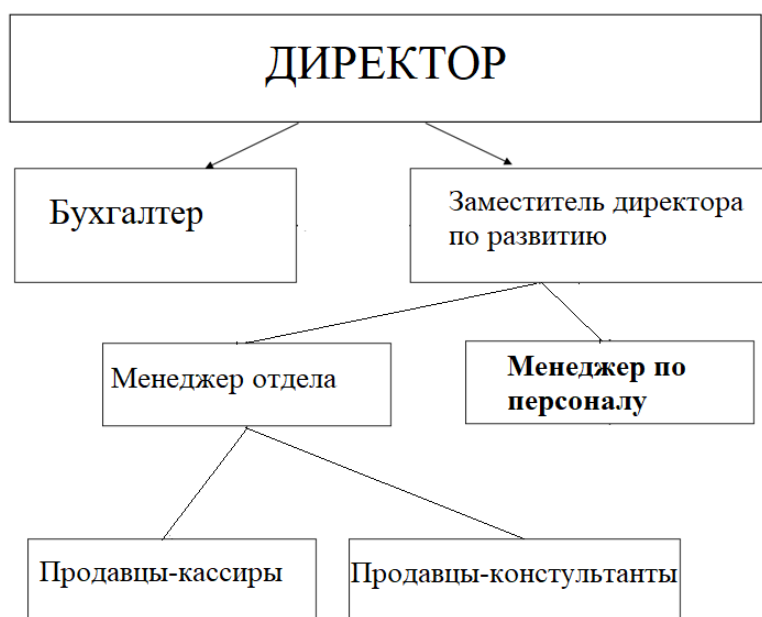 ДИРЕКТОР
Бухгалтер
Заместитель директора
по развитию
Менеджер отдела
Менеджер по
персоналу
Продавцы-кассиры
Продавцы-констультанты